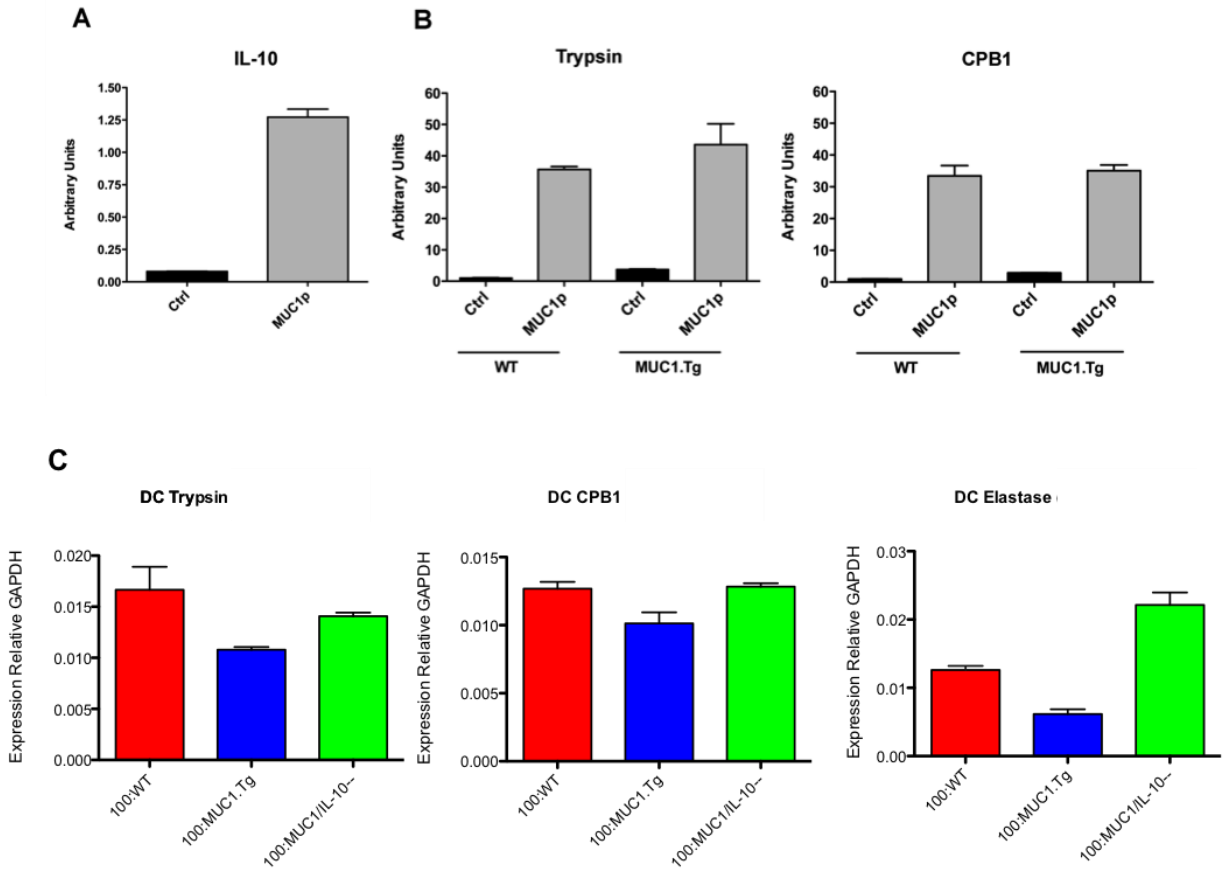 A
B
IL-10
Trypsin
CPB1
Arbitrary Units
1.50
1.25
1.00
0.75
0.50
0.25
0.00
Ctrl
MUC1p
Arbitrary Units
60
50
40
30
20
10
0
Ctrl
MUC1p
Ctrl
MUC1p
WT
MUC1.Tg
Arbitrary Units
60
50
40
30
20
10
0
Ctrl
MUC1p
Ctrl
MUC1p
WT
MUC1.Tg
C
DC Trypsin
DC CPB1
DC Elastase
Expression Relative GAPDH
0.020
0.015
0.010
0.005
0.000
100:WT
100:MUC1.Tg
100:MUC1/IL-10--
Expression Relative GAPDH
0.015
0.010
0.005
0.000
100:WT
100:MUC1.Tg
100:MUC1/IL-10--
Expression Relative GAPDH
0.03
0.02
0.01
0.00
100:WT
100:MUC1.Tg
100:MUC1/IL-10--